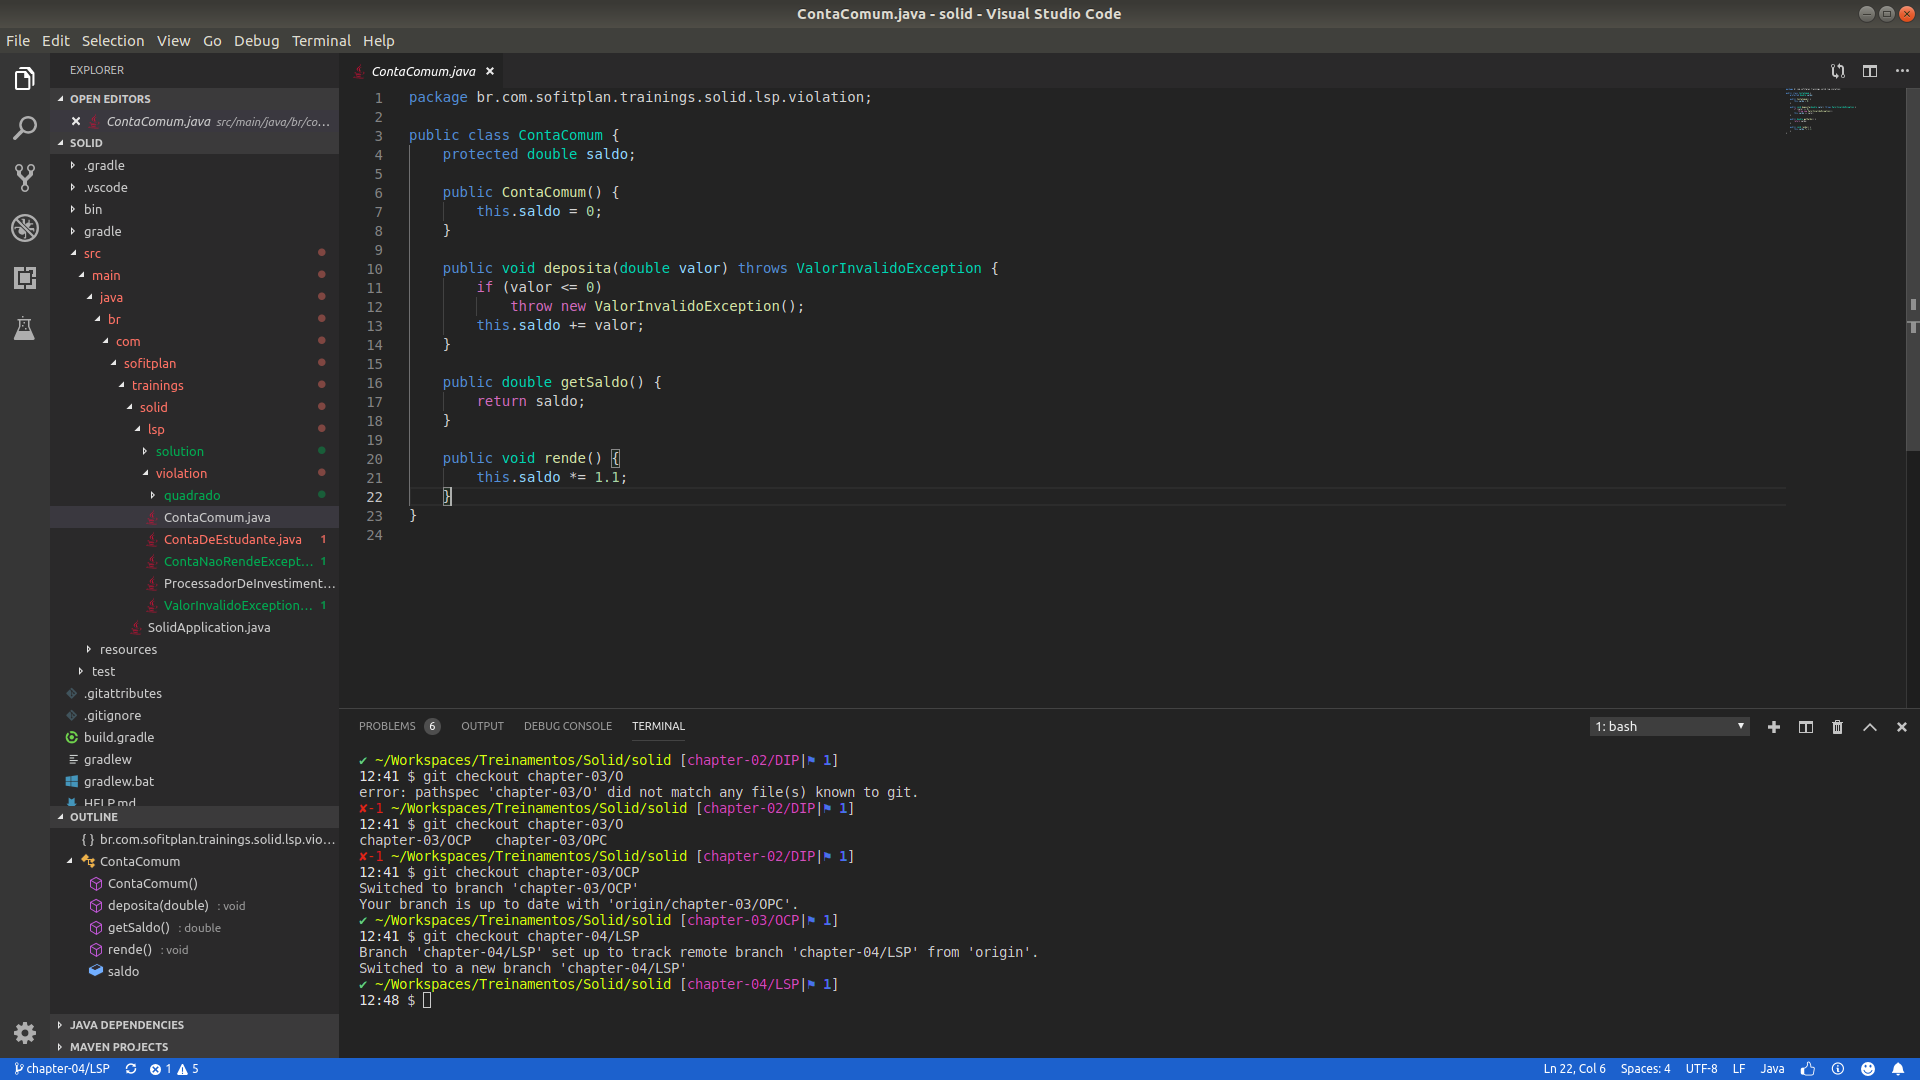 ContaComum.java - solid - Visual Studio Code
File Edit Selection View Go Debug Terminal Help
EXPLORER
OPEN EDITORS
ContaComum.java src/main/java/br/co...
SOLID
.gradle
.vscode
bin
gradle
src
main
java
br
com
sofitplan
trainings
solid
lsp
solution
violation
quadrado
ContaComum.java
ContaDeEstudante.java 1
ContaNaoRendeExcept... 1
ProcessadorDeInvestiment...
ValorInvalidoException... 1
SolidApplication.java
resources
test
.gitattributes
.gitignore
build.gradle
gradlew
gradlew.bat
HELP.md
OUTLINE
{ } br.com.sofitplan.trainings.solid.lsp.vio...
ContaComum
ContaComum()
deposita(double) : void
getSaldo() : double
rende() : void
saldo
JAVA DEPENDENCIES
MAVEN PROJECTS
ContaComum.java
1 package br.com.sofitplan.trainings.solid.lsp.violation;
2
3 public class ContaComum {
4 protected double saldo;
5
6 public ContaComum() {
7 this.saldo = 0;
8 }
9
10 public void deposita(double valor) throws ValorInvalidoException {
11 if (valor <= 0)
12 throw new ValorInvalidoException();
13 this.saldo += valor;
14 }
15
16 public double getSaldo() {
17 return saldo;
18 }
19
20 public void rende() {
21 this.saldo *= 1.1;
22 }
23 }
24
PROBLEMS 6 OUTPUT DEBUG CONSOLE TERMINAL
1: bash
✔ ~/Workspaces/Treinamentos/Solid/solid [chapter-02/DIP|⚑ 1]
12:41 $ git checkout chapter-03/O
error: pathspec 'chapter-03/O' did not match any file(s) known to git.
✘-1 ~/Workspaces/Treinamentos/Solid/solid [chapter-02/DIP|⚑ 1]
12:41 $ git checkout chapter-03/O
chapter-03/OCP chapter-03/OPC
✘-1 ~/Workspaces/Treinamentos/Solid/solid [chapter-02/DIP|⚑ 1]
12:41 $ git checkout chapter-03/OCP
Switched to branch 'chapter-03/OCP'
Your branch is up to date with 'origin/chapter-03/OPC'.
✔ ~/Workspaces/Treinamentos/Solid/solid [chapter-03/OCP|⚑ 1]
12:41 $ git checkout chapter-04/LSP
Branch 'chapter-04/LSP' set up to track remote branch 'chapter-04/LSP' from 'origin'.
Switched to a new branch 'chapter-04/LSP'
✔ ~/Workspaces/Treinamentos/Solid/solid [chapter-04/LSP|⚑ 1]
12:48 $
chapter-04/LSP 1 5 Ln 22, Col 6 Spaces: 4 UTF-8 LF Java